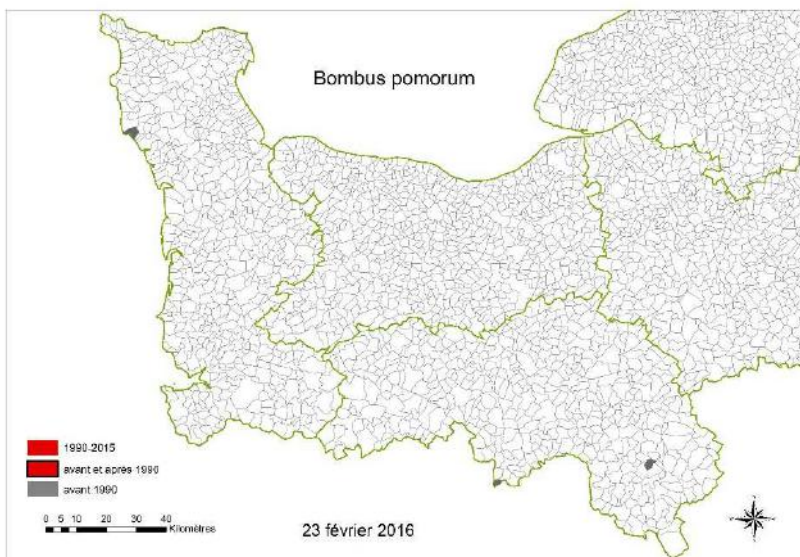 Bombus pomorum
1990-2015
avant et après 1990
avant 1990
0 5 10 20 30 40
Kilomètres
23 février 2016